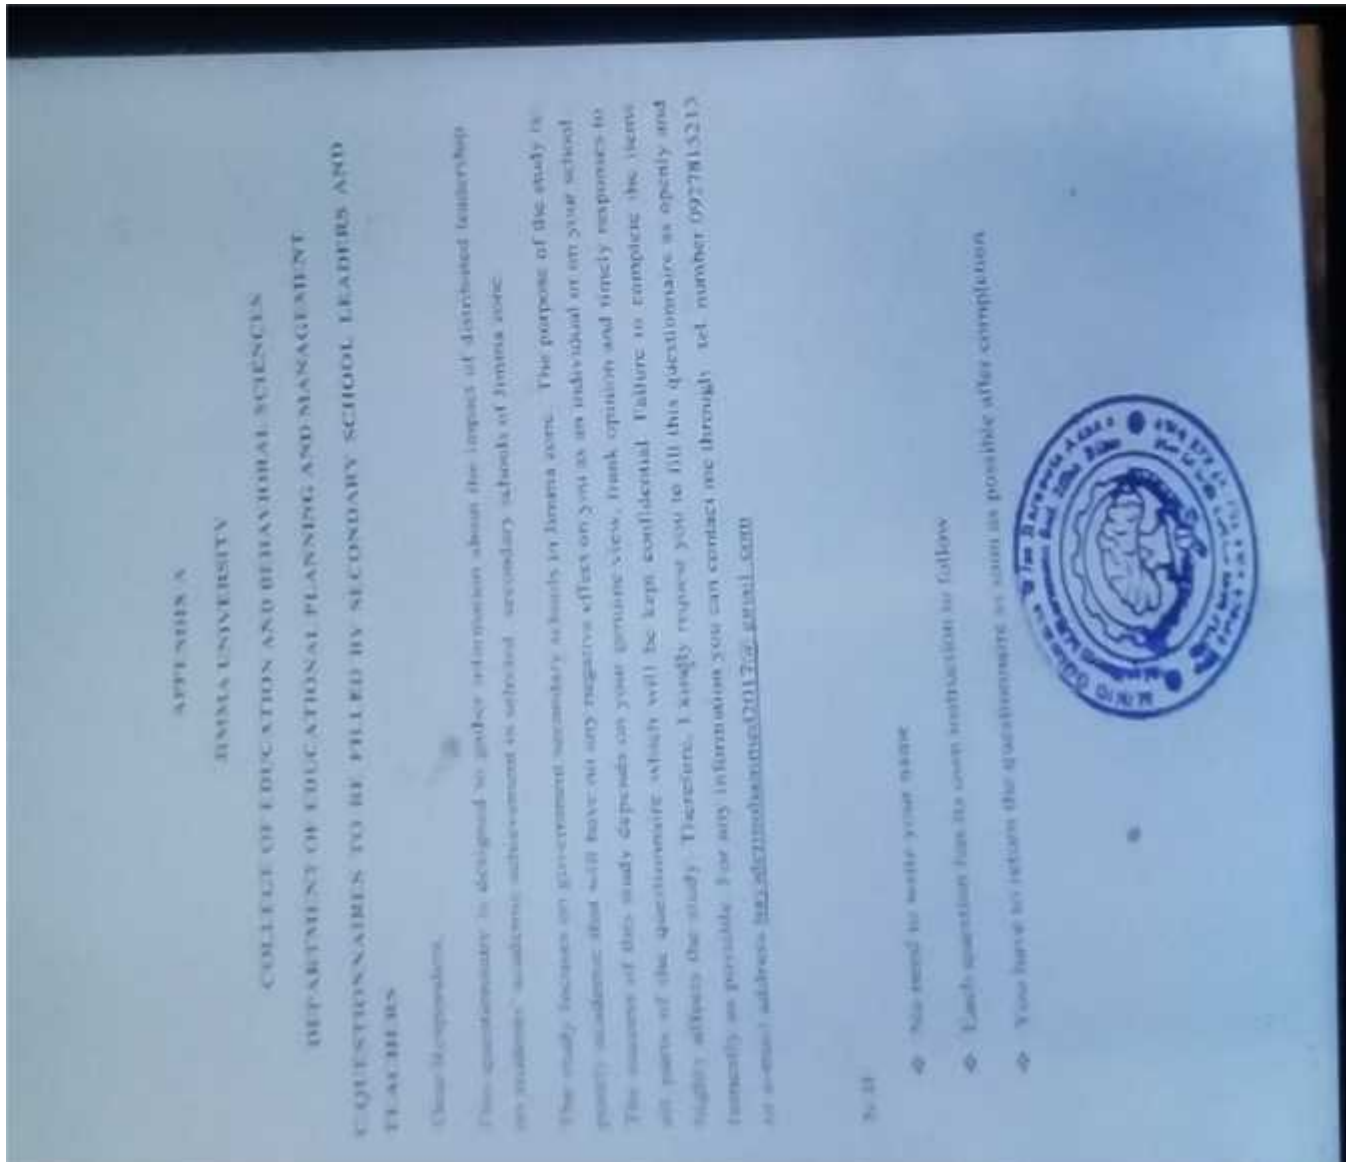 APPENDIX A
JIMMA UNIVERSITY
COLLEGE OF EDUCATION AND BEHAVIORAL SCIENCES
DEPARTMENT OF EDUCATIONAL PLANNING AND MANAGEMENT
QUESTIONNAIRES TO BE FILLED BY SECONDARY SCHOOL LEADERS AND
TEACHERS
Dear Respondent,
This questionnaire is designed to gather information about the impact of distributed leadership
on students' academic achievement in selected secondary schools of Jimma zone
The study focuses on government secondary schools in Jimma zone. The purpose of the study is
purely academic that will have no any negative effect on you as an individual or on your school
The success of this study depends on your genuine view, frank opinion and timely responses to
all parts of the questionnaire which will be kept confidential Failure to complete the items
highly affects the study Therefore, I kindly request you to fill this questionnaire as openly and
honestly as possible For any information you can contact me through tel. number 0927815213
or e-mail address @gmail.com
N.B
❖ No need to write your name
❖ Each question has its own instruction to follow
❖ You have to return the questionnaire as soon as possible after completion